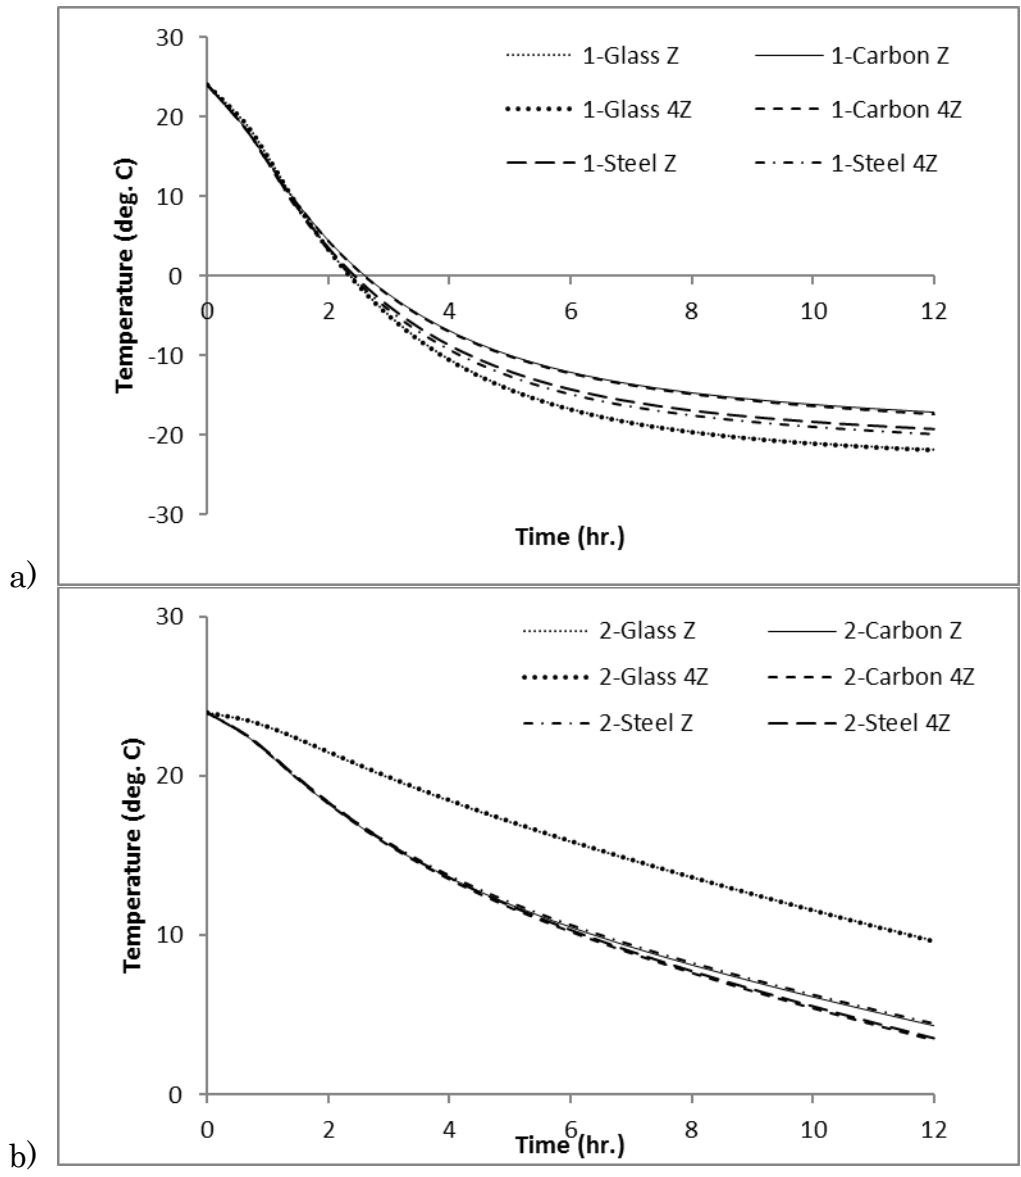 30
20
10
0
-10
-20
-30
0 2 4 6 8 10 12
Temperature (deg. C)
Time (hr.)
1-Glass Z 1-Carbon Z
1-Glass 4Z 1-Carbon 4Z
1-Steel Z 1-Steel 4Z
a)
30
20
10
0
0 2 4 6 8 10 12
Temperature (deg. C)
Time (hr.)
2-Glass Z 2-Carbon Z
2-Glass 4Z 2-Carbon 4Z
2-Steel Z 2-Steel 4Z
b)